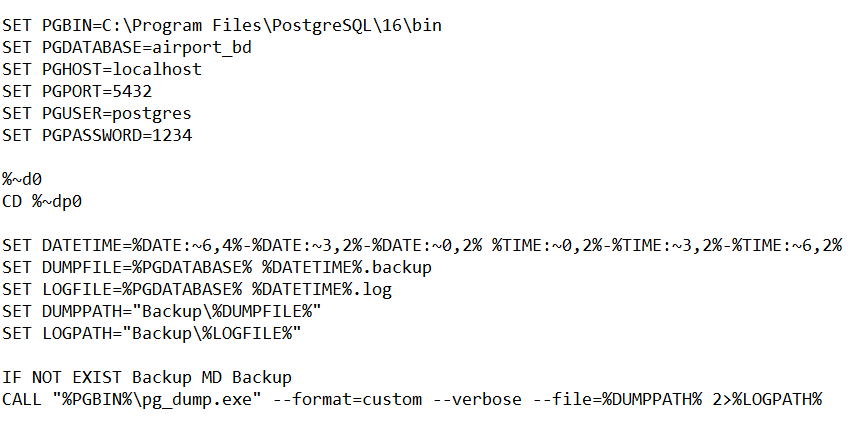 SET PGBIN=C:\Program Files\PostgreSQL\16\bin
SET PGDATABASE=airport_bd
SET PGHOST=localhost
SET PGPORT=5432
SET PGUSER=postgres
SET PGPASSWORD=1234
%~d0
CD %~dp0
SET DATETIME=%DATE:~6,4%-%DATE:~3,2%-%DATE:~0,2% %TIME:~0,2%-%TIME:~3,2%-%TIME:~6,2%
SET DUMPFILE=%PGDATABASE% %DATETIME%.backup
SET LOGFILE=%PGDATABASE% %DATETIME%.log
SET DUMPPATH="Backup\%DUMPFILE%"
SET LOGPATH="Backup\%LOGFILE%"
IF NOT EXIST Backup MD Backup
CALL "%PGBIN%\pg_dump.exe" --format=custom --verbose --file=%DUMPPATH% 2>%LOGPATH%